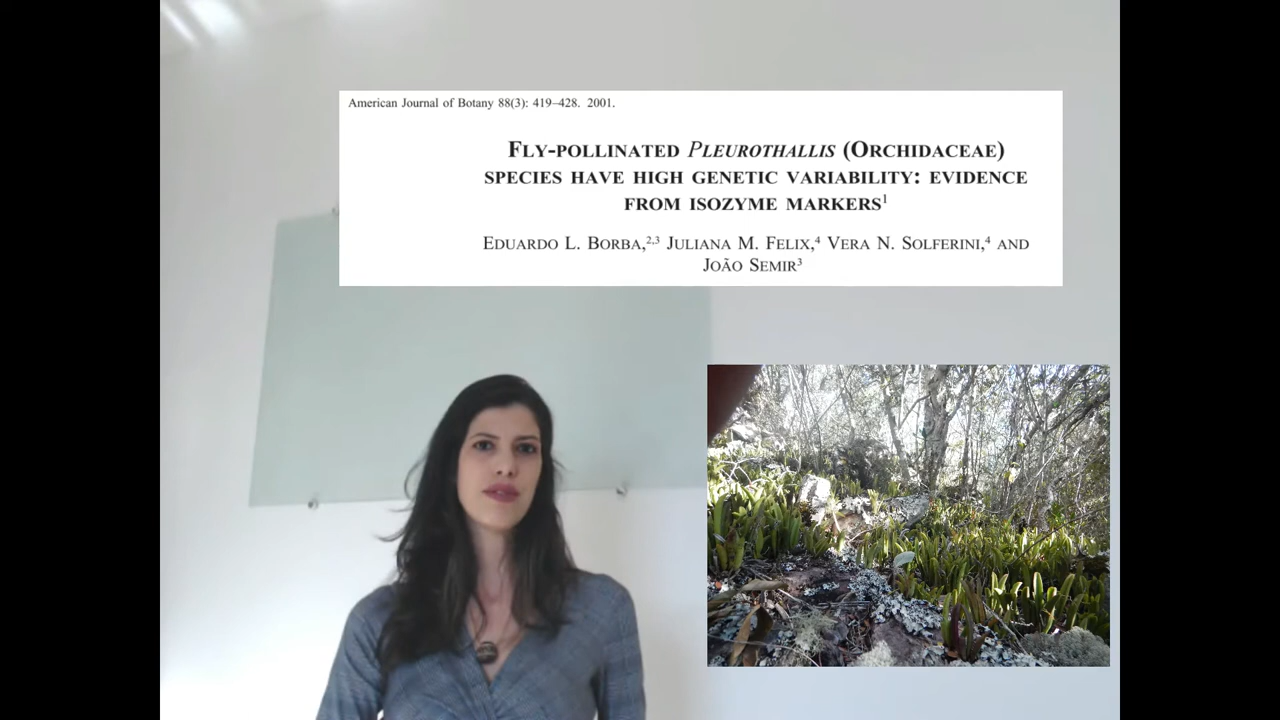 American Journal of Botany 88(3): 419–428. 2001.
FLY-POLLINATED PLEUROTHALLIS (ORCHIDACEAE)
SPECIES HAVE HIGH GENETIC VARIABILITY: EVIDENCE
FROM ISOZYME MARKERS¹
EDUARDO L. BORBA,²,³ JULIANA M. FELIX,⁴ VERA N. SOLFERINI,⁴ AND
JOÃO SEMIR³